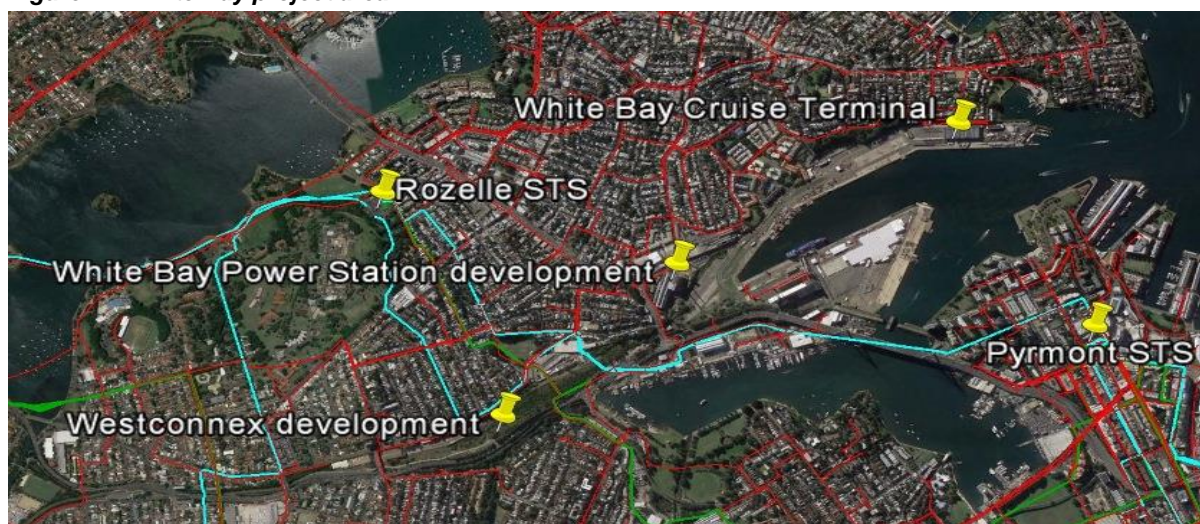 White Bay Cruise Terminal
Rozelle STS
White Bay Power Station development
Pyrmont STS
Westconnex development